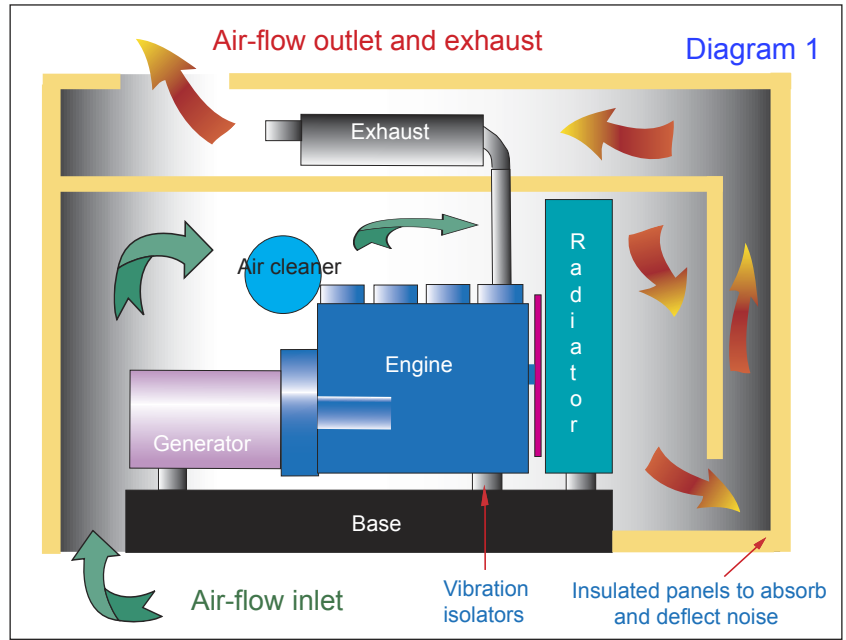 Air-flow outlet and exhaust
Diagram 1
Exhaust
Air cleaner
Radiator
Engine
Generator
Base
Air-flow inlet
Vibration
isolators
Insulated panels to absorb
and deflect noise